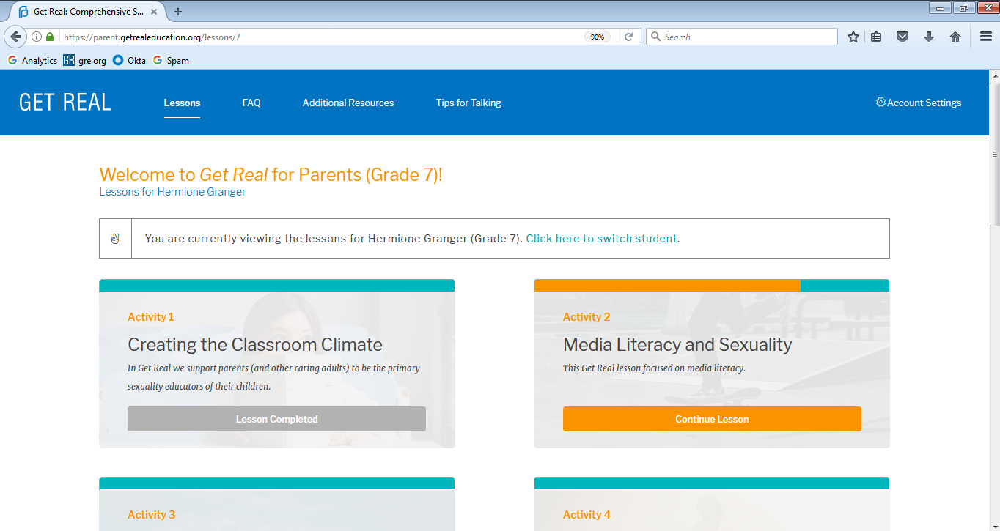 Get Real: Comprehensive S...
https://parent.getrealeducation.org/lessons/7
90%
Search
Analytics
GR gre.org
Okta
G Spam
GET|REAL
Lessons
FAQ
Additional Resources
Tips for Talking
Account Settings
Welcome to Get Real for Parents (Grade 7)!
Lessons for Hermione Granger
You are currently viewing the lessons for Hermione Granger (Grade 7). Click here to switch student.
Activity 1
Creating the Classroom Climate
In Get Real we support parents (and other caring adults) to be the primary
sexuality educators of their children.
Lesson Completed
Activity 2
Media Literacy and Sexuality
This Get Real lesson focused on media literacy.
Continue Lesson
Activity 3
Activity 4